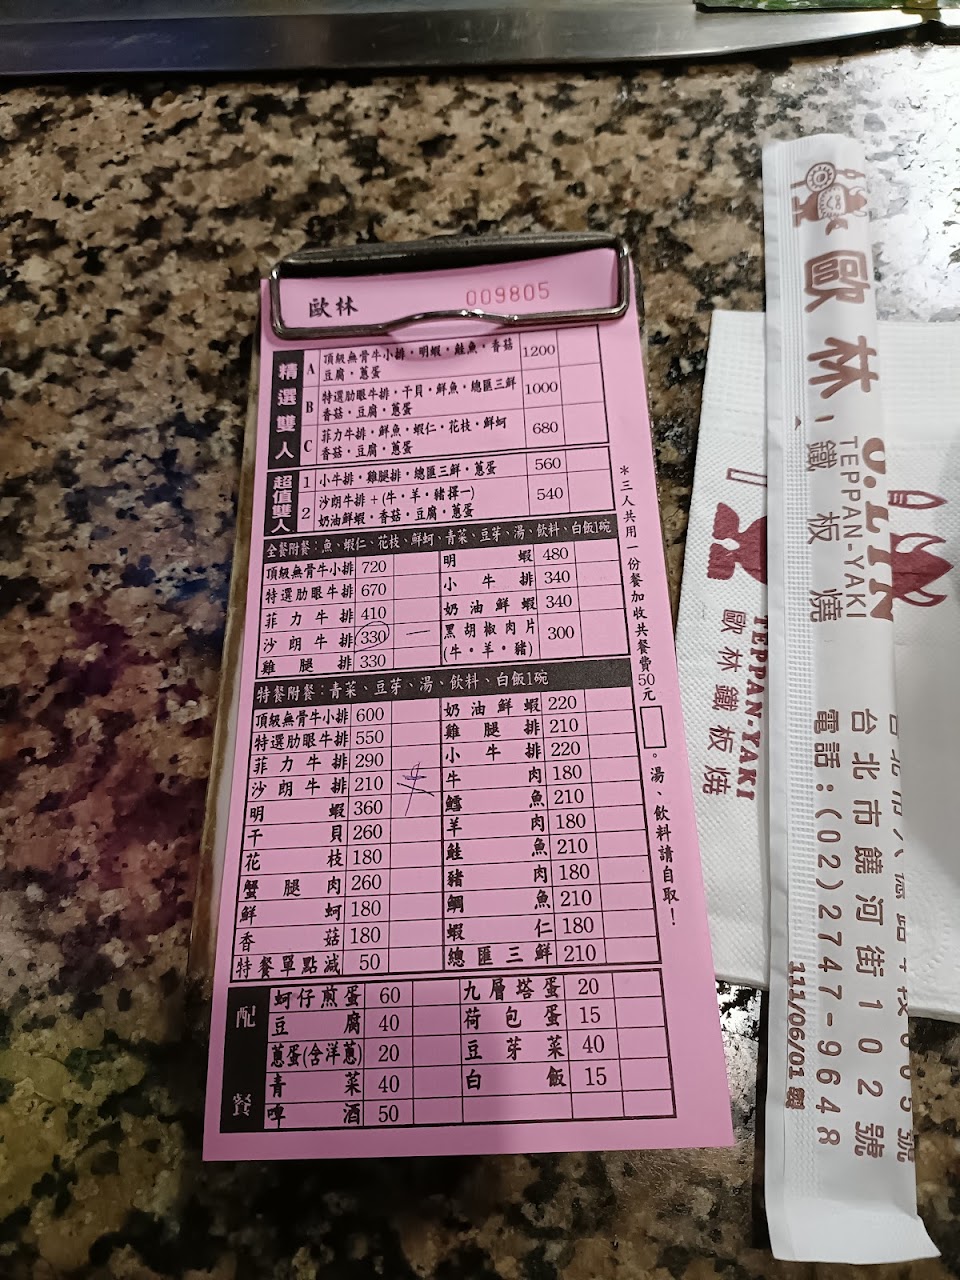 歐林
009805
精選雙人
A 頂級無骨牛小排・明蝦・鮭魚・香菇 1200
豆腐・蔥蛋
B 特選肋眼牛排・干貝・鮮魚・總匯三鮮 1000
香菇・豆腐・蔥蛋
C 菲力牛排・鮮魚・蝦仁・花枝・鮮蚵 680
香菇・豆腐・蔥蛋
超值雙人
1 小牛排・雞腿排・總匯三鮮・蔥蛋 560
2 沙朗牛排+(牛・羊・豬擇一) 540
奶油鮮蝦・香菇・豆腐・蔥蛋
全餐附餐：魚、蝦仁、花枝、鮮蚵、青菜、豆芽、湯、飲料、白飯1碗
頂級無骨牛小排 720 明蝦 480
特選肋眼牛排 670 小牛排 340
菲力牛排 410 奶油鮮蝦 340
沙朗牛排 330 一 黑胡椒肉片 300
雞腿排 330 (牛・羊・豬)
特餐附餐：青菜、豆芽、湯、飲料、白飯1碗
頂級無骨牛小排 600 奶油鮮蝦 220
特選肋眼牛排 550 雞腿排 210
菲力牛排 290 小牛排 220
沙朗牛排 210 牛肉 180
明蝦 360 鱈魚 210
干貝 260 羊肉 180
花枝 180 鮭魚 210
蟹腿肉 260 豬肉 180
鮮蚵 180 鯛魚 210
香菇 180 蝦仁 180
特餐單點減 50 總匯三鮮 210
配餐
蚵仔煎蛋 60 九層塔蛋 20
豆腐 40 荷包蛋 15
蔥蛋(含洋蔥) 20 豆芽菜 40
青菜 40 白飯 15
啤酒 50
＊三人共用一份餐加收共餐費50元 。湯、飲料請自取！
歐林
鐵板燒
TEPPAN-YAKI
台北市饒河街102號
電話：(02)2747-9648
111/06/01
TEPPAN-YAKI
歐林鐵板燒